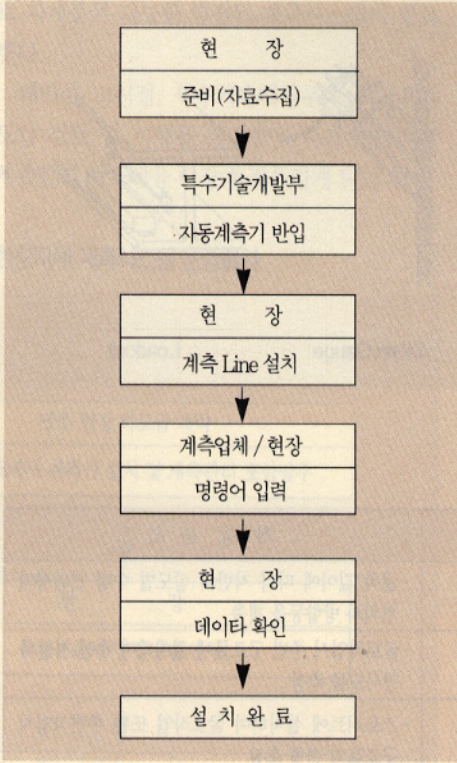 현 장
준비(자료수집)
특수기술개발부
자동계측기 반입
현 장
계측 Line 설치
계측업체 / 현장
명령어 입력
현 장
데이타 확인
설 치 완 료